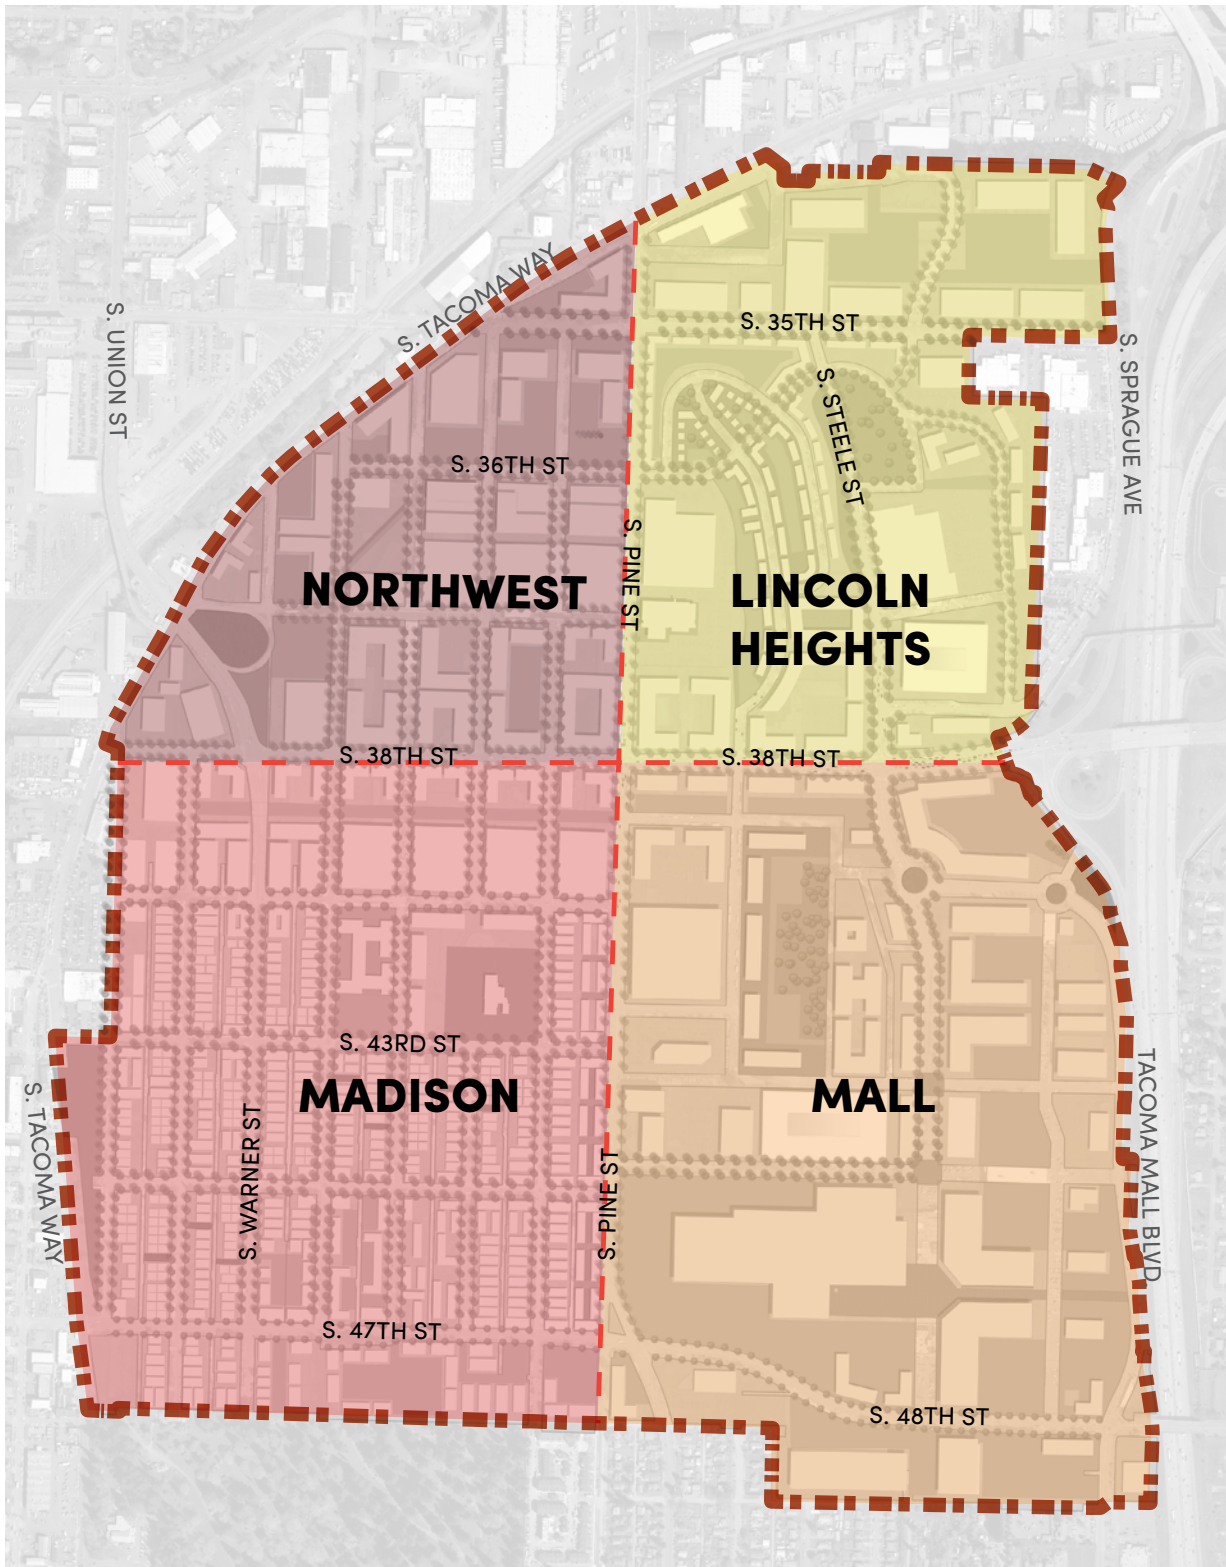 S. TACOMA WAY
S. UNION ST
S. 35TH ST
S. SPRAGUE AVE
S. STEELE ST
S. 36TH ST
S. PINE ST
NORTHWEST
LINCOLN
HEIGHTS
S. 38TH ST
S. 38TH ST
S. 43RD ST
MADISON
MALL
S. TACOMA WAY
S. WARNER ST
S. PINE ST
TACOMA MALL BLVD
S. 47TH ST
S. 48TH ST